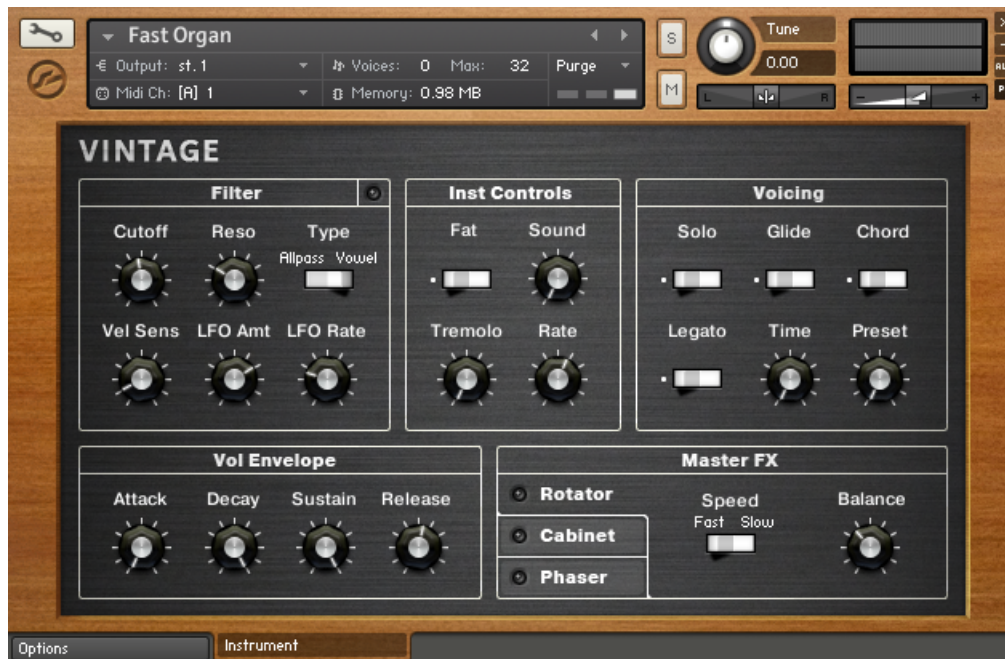 Fast Organ
Output: st.1
Voices: 0 Max: 32
Purge
Midi Ch: [A] 1
Memory: 0.98 MB
S
M
Tune
0.00
L R
- +
VINTAGE
Filter
Cutoff Reso Type
Allpass Vowel
Vel Sens LFO Amt LFO Rate
Inst Controls
Fat Sound
Tremolo Rate
Voicing
Solo Glide Chord
Legato Time Preset
Vol Envelope
Attack Decay Sustain Release
Master FX
Rotator
Cabinet
Phaser
Speed
Fast Slow
Balance
Options
Instrument